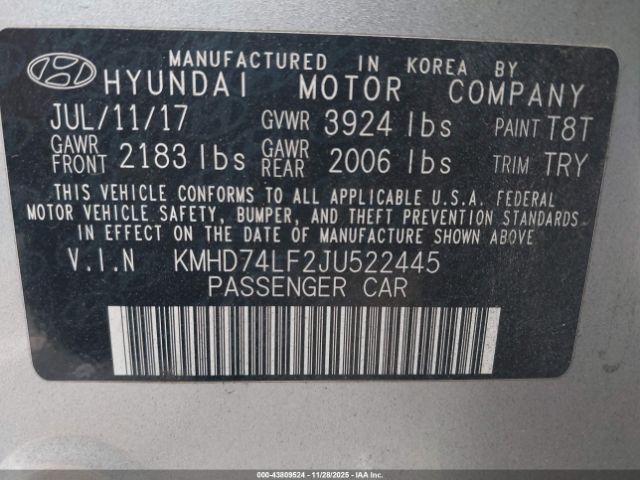 MANUFACTURED IN KOREA BY
HYUNDAI MOTOR COMPANY
JUL/11/17 GVWR 3924 lbs PAINT T8T
GAWR FRONT 2183 lbs GAWR REAR 2006 lbs TRIM TRY
THIS VEHICLE CONFORMS TO ALL APPLICABLE U.S.A. FEDERAL
MOTOR VEHICLE SAFETY, BUMPER, AND THEFT PREVENTION STANDARDS
IN EFFECT ON THE DATE OF MANUFACTURE SHOWN ABOVE
V.I.N KMHD74LF2JU522445
PASSENGER CAR
000-43809524 | 11/28/2025 | IAA, Inc.